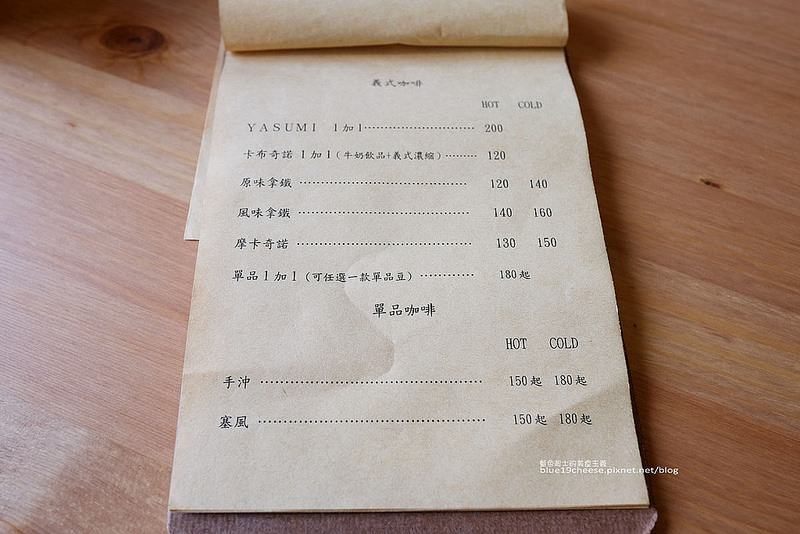 義式咖啡
HOT COLD
YASUMI 1加1 ………………………… 200
卡布奇諾 1加1 (牛奶飲品+義式濃縮) ……… 120
原味拿鐵 ………………………………… 120 140
風味拿鐵 ………………………………… 140 160
摩卡奇諾 ………………………………… 130 150
單品1加1 (可任選一款單品豆) ………… 180起
單品咖啡
HOT COLD
手沖 ……………………………………… 150起 180起
塞風 ……………………………………… 150起 180起
藍色起士的美食主義
blue19cheese.pixnet.net/blog